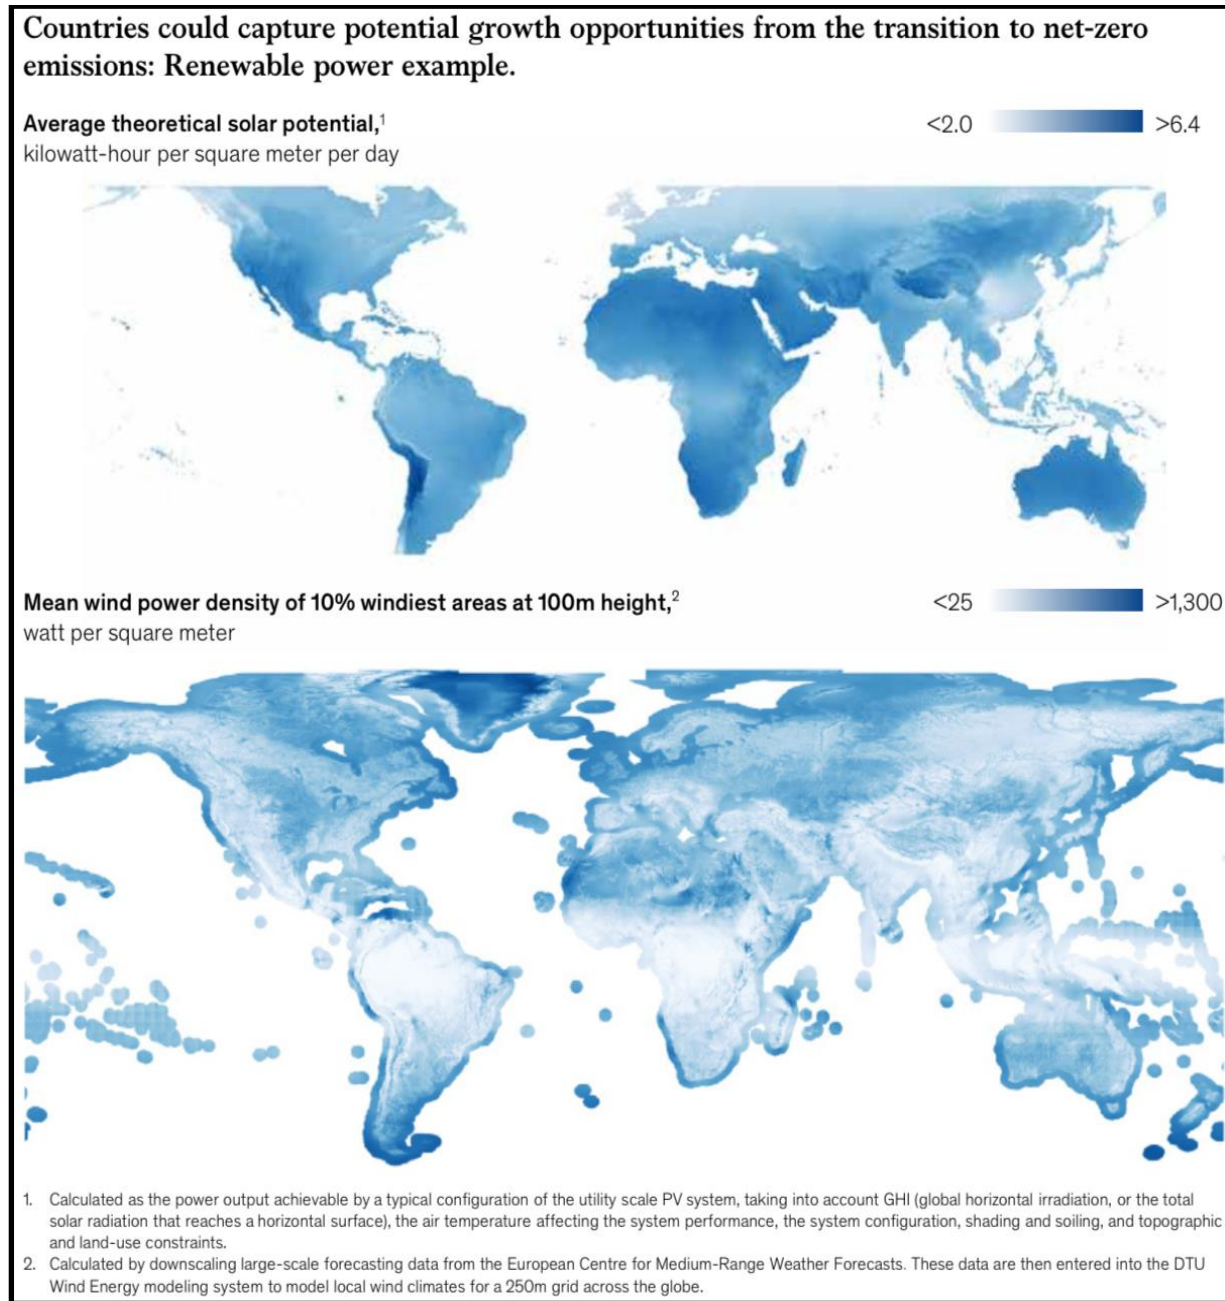 Countries could capture potential growth opportunities from the transition to net-zero
emissions: Renewable power example.
Average theoretical solar potential,¹
kilowatt-hour per square meter per day
<2.0 >6.4
Mean wind power density of 10% windiest areas at 100m height,²
watt per square meter
<25 >1,300
1. Calculated as the power output achievable by a typical configuration of the utility scale PV system, taking into account GHI (global horizontal irradiation, or the total
solar radiation that reaches a horizontal surface), the air temperature affecting the system performance, the system configuration, shading and soiling, and topographic
and land-use constraints.
2. Calculated by downscaling large-scale forecasting data from the European Centre for Medium-Range Weather Forecasts. These data are then entered into the DTU
Wind Energy modeling system to model local wind climates for a 250m grid across the globe.